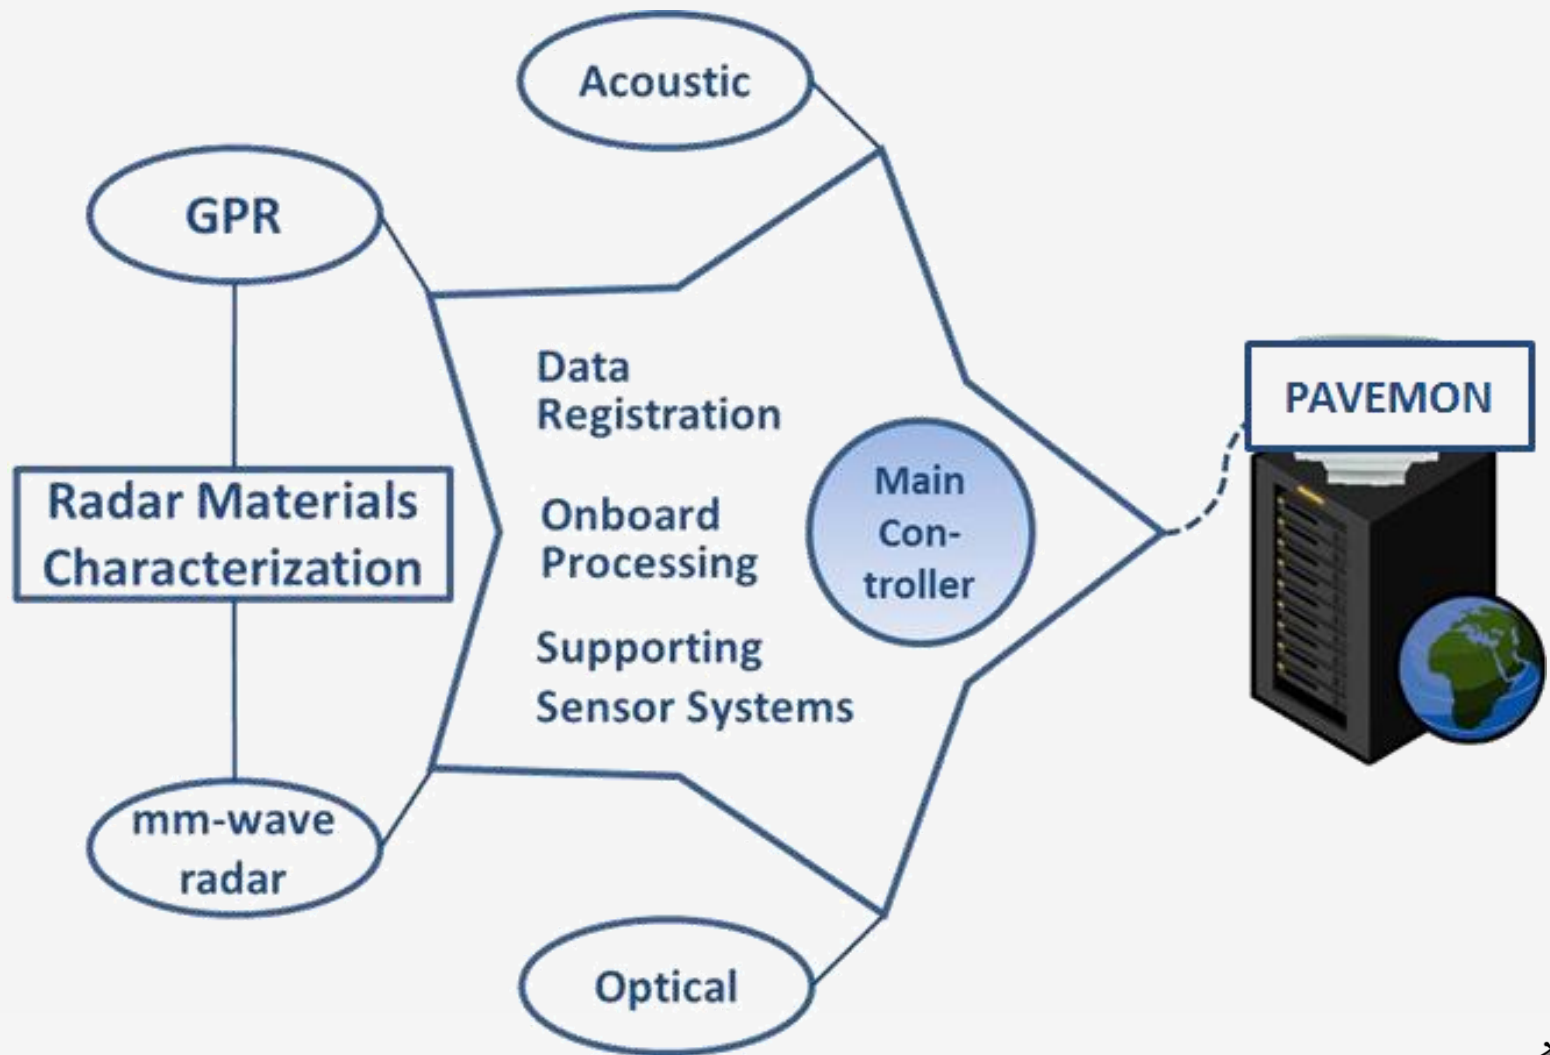 Acoustic
GPR
Data
Registration
PAVEMON
Main
Con-
troller
Radar Materials
Characterization
Onboard
Processing
Supporting
Sensor Systems
mm-wave
radar
Optical